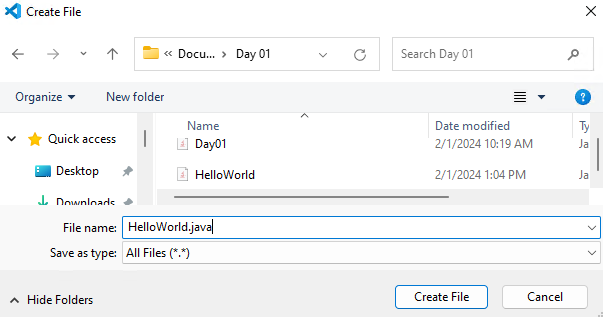 Create File
« Docu... > Day 01
Search Day 01
Organize
New folder
Name
Date modified
Ty
Quick access
Day01
2/1/2024 10:19 AM
Ja
Desktop
HelloWorld
2/1/2024 1:04 PM
Ja
Downloads
File name:
HelloWorld.java
Save as type:
All Files (*.*)
Hide Folders
Create File
Cancel